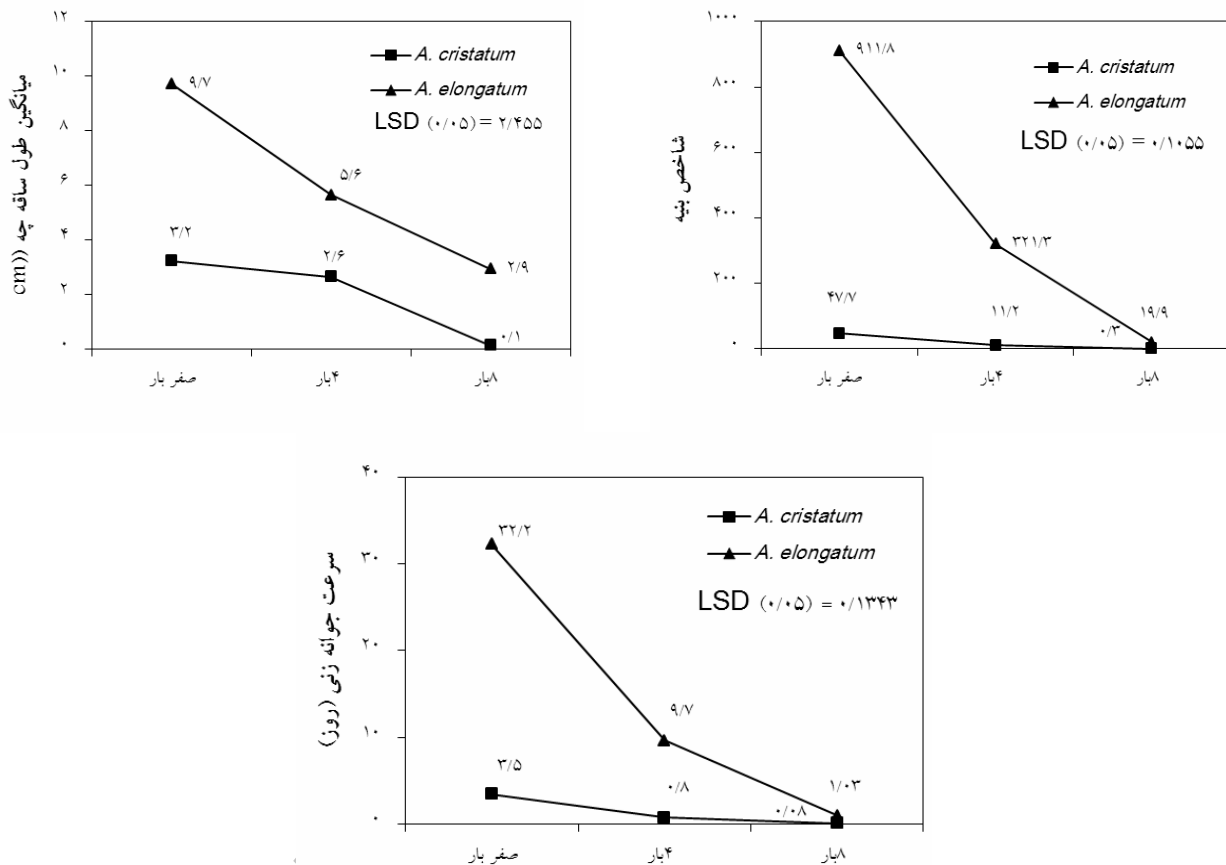 میانگین طول ساقه چه ((cm
۱۲
۱۰
۸
۶
۴
۲
۰
A. cristatum
A. elongatum
LSD (۰/۰۵) = ۲/۴۵۵
۹/۷
۵/۶
۲/۹
۳/۲
۲/۶
۰/۱
صفر بار
۴بار
۸بار
شاخص بنیه
۱۰۰۰
۸۰۰
۶۰۰
۴۰۰
۲۰۰
۰
A. cristatum
A. elongatum
LSD (۰/۰۵) = ۰/۱۰۵۵
۹۱۱/۸
۳۲۱/۳
۱۹/۹
۴۷/۷
۱۱/۲
۰/۳
صفر بار
۴بار
۸بار
سرعت جوانه زنی (روز)
۴۰
۳۰
۲۰
۱۰
۰
A. cristatum
A. elongatum
LSD (۰/۰۵) = ۰/۱۳۴۳
۳۲/۲
۹/۷
۱/۰۳
۳/۵
۰/۸
۰/۰۸
صفر بار
۴بار
۸بار